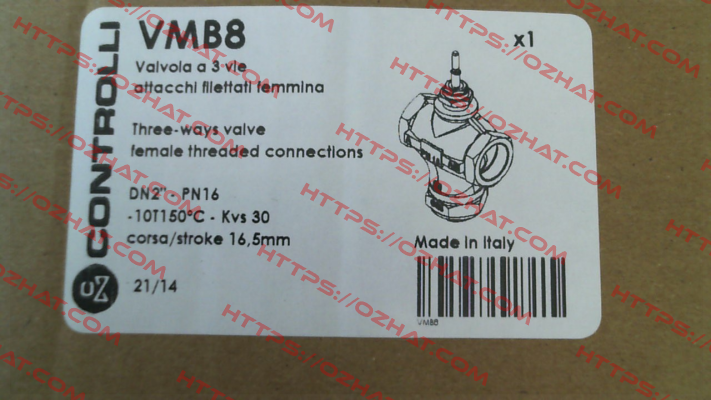 CONTROLLI
VMB8
x1
Valvola a 3 vie
attacchi filettati femmina
Three-ways valve
female threaded connections
DN2" - PN16
-10T150°C - Kvs 30
corsa/stroke 16,5mm
Made in Italy
21/14
VMB8
HTTPS://OZHAT.COM
OZ